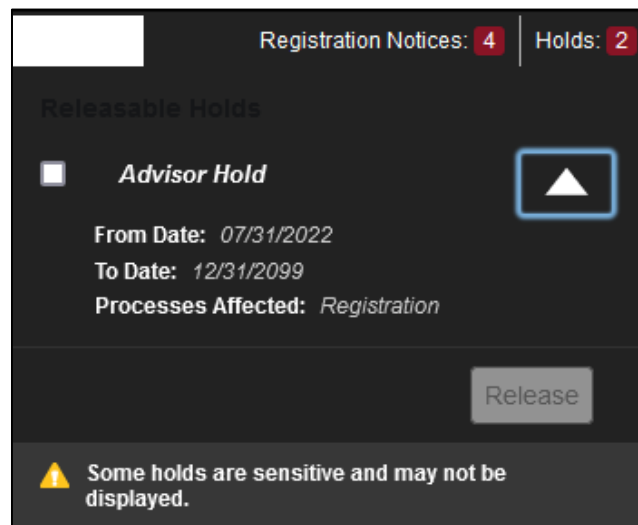 Registration Notices: 4 Holds: 2
Releasable Holds
Advisor Hold
From Date: 07/31/2022
To Date: 12/31/2099
Processes Affected: Registration
Release
Some holds are sensitive and may not be
displayed.